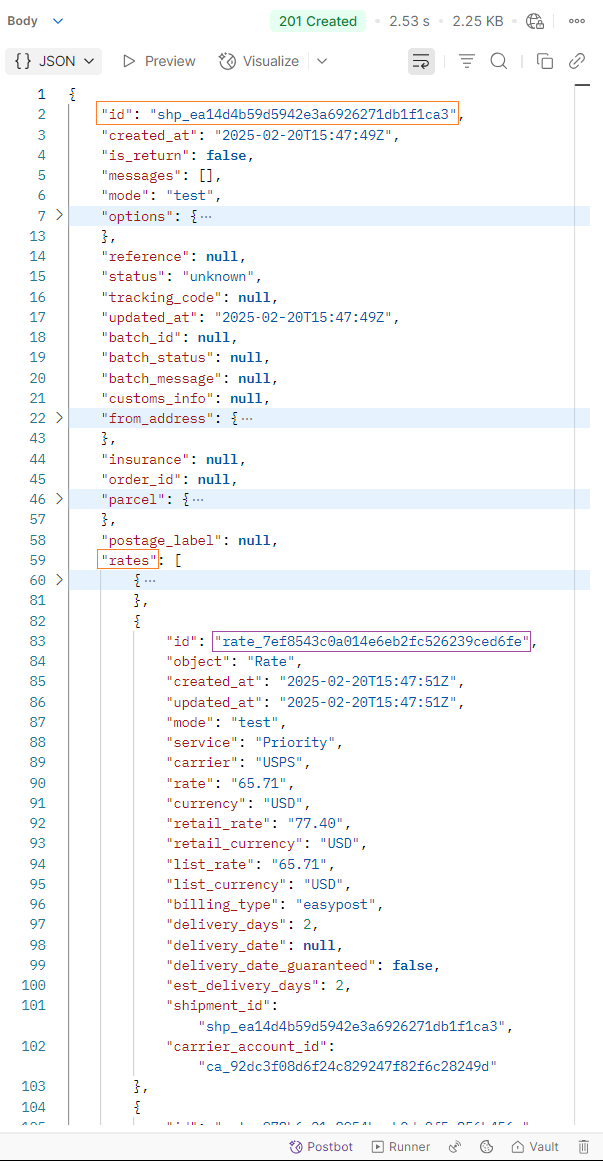 Body 201 Created • 2.53 s • 2.25 KB
{} JSON Preview Visualize
1 {
2 "id": "shp_ea14d4b59d5942e3a6926271db1f1ca3",
3 "created_at": "2025-02-20T15:47:49Z",
4 "is_return": false,
5 "messages": [],
6 "mode": "test",
7 "options": { ...
13 },
14 "reference": null,
15 "status": "unknown",
16 "tracking_code": null,
17 "updated_at": "2025-02-20T15:47:49Z",
18 "batch_id": null,
19 "batch_status": null,
20 "batch_message": null,
21 "customs_info": null,
22 "from_address": { ...
43 },
44 "insurance": null,
45 "order_id": null,
46 "parcel": { ...
57 },
58 "postage_label": null,
59 "rates": [
60 { ...
81 },
82 {
83 "id": "rate_7ef8543c0a014e6eb2fc526239ced6fe",
84 "object": "Rate",
85 "created_at": "2025-02-20T15:47:51Z",
86 "updated_at": "2025-02-20T15:47:51Z",
87 "mode": "test",
88 "service": "Priority",
89 "carrier": "USPS",
90 "rate": "65.71",
91 "currency": "USD",
92 "retail_rate": "77.40",
93 "retail_currency": "USD",
94 "list_rate": "65.71",
95 "list_currency": "USD",
96 "billing_type": "easypost",
97 "delivery_days": 2,
98 "delivery_date": null,
99 "delivery_date_guaranteed": false,
100 "est_delivery_days": 2,
101 "shipment_id":
"shp_ea14d4b59d5942e3a6926271db1f1ca3",
102 "carrier_account_id":
"ca_92dc3f08d6f24c829247f82f6c28249d"
103 },
104 {
Postbot Runner Vault